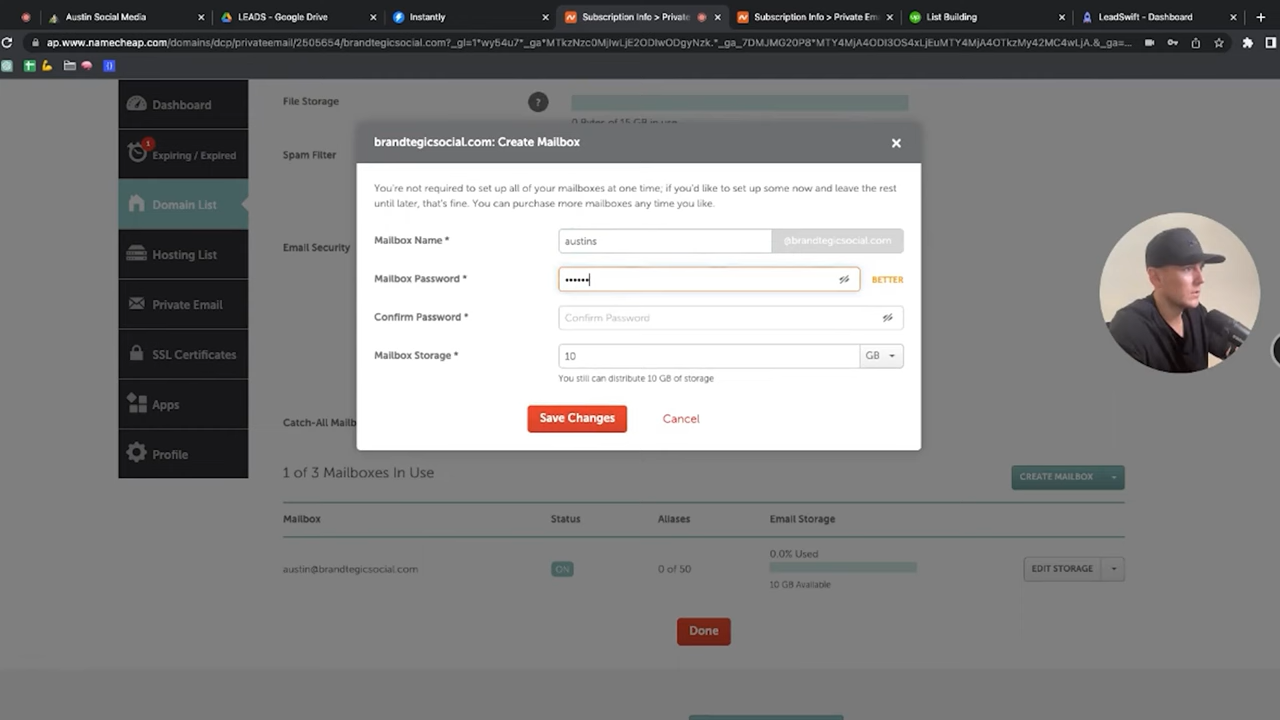 Austin Social Media
LEADS - Google Drive
Instantly
Subscription Info > Private
Subscription Info > Private Em
List Building
LeadSwift - Dashboard
ap.www.namecheap.com/domains/dcp/privateemail/2505654/brandtegicsocial.com?
Dashboard
1
Expiring / Expired
Domain List
Hosting List
Private Email
SSL Certificates
Apps
Profile
File Storage
?
0 Bytes of 15 GB in use
Spam Filter
Email Security
Catch-All Mailb
brandtegicsocial.com: Create Mailbox
You're not required to set up all of your mailboxes at one time; if you'd like to set up some now and leave the rest
until later, that's fine. You can purchase more mailboxes any time you like.
Mailbox Name *
austins
@brandtegicsocial.com
Mailbox Password *
••••••
BETTER
Confirm Password *
Confirm Password
Mailbox Storage *
10
GB
You still can distribute 10 GB of storage
Save Changes
Cancel
1 of 3 Mailboxes In Use
CREATE MAILBOX
Mailbox
Status
Aliases
Email Storage
austin@brandtegicsocial.com
ON
0 of 50
0.0% Used
10 GB Available
EDIT STORAGE
Done